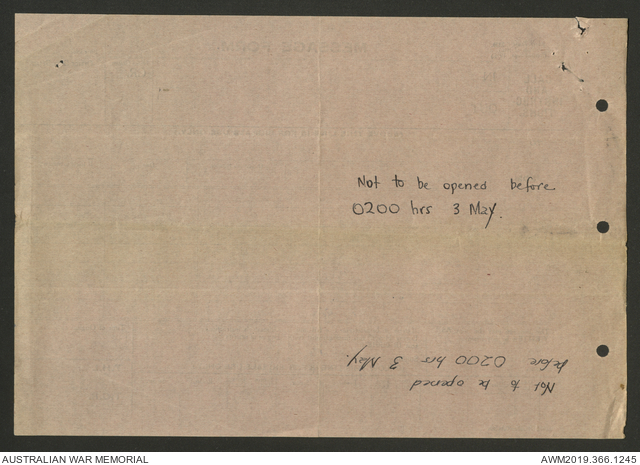 Not to be opened before
0200 hrs 3 May.
Not to be opened
before 0200 hrs 3 May.
AUSTRALIAN WAR MEMORIAL
AWM2019.366.1245